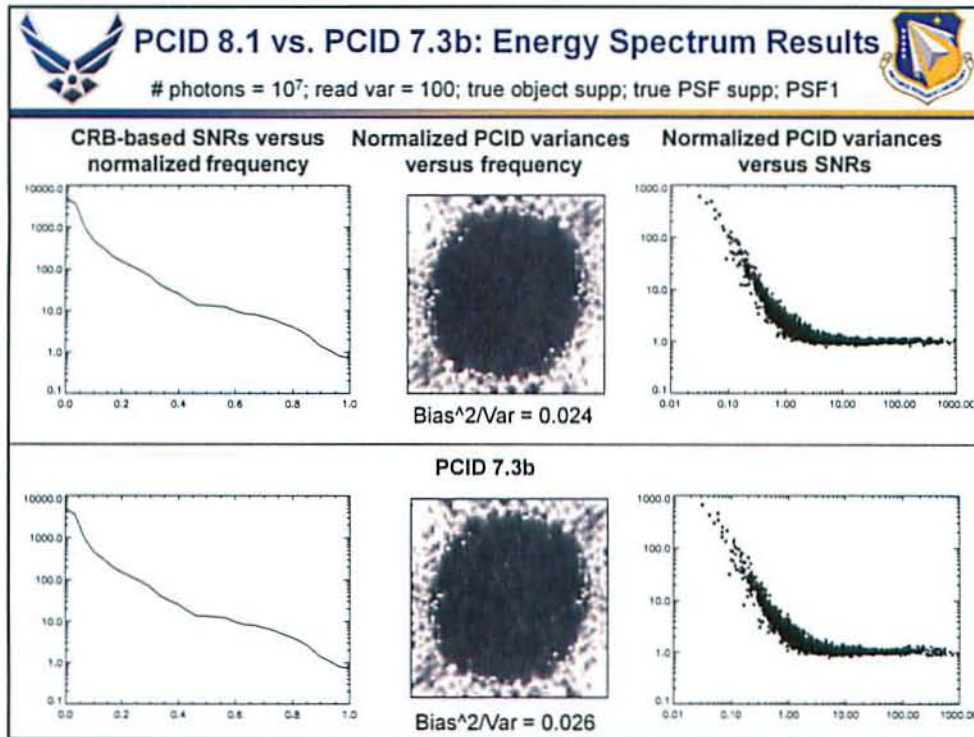 PCID 8.1 vs. PCID 7.3b: Energy Spectrum Results
# photons = 10⁷; read var = 100; true object supp; true PSF supp; PSF1
CRB-based SNRs versus
normalized frequency
Normalized PCID variances
versus frequency
Normalized PCID variances
versus SNRs
10000.0
1000.0
100.0
10.0
1.0
0.1
0.0 0.2 0.4 0.6 0.8 1.0
Bias^2/Var = 0.024
1000.0
100.0
10.0
1.0
0.1
0.01 0.10 1.00 10.00 100.00 1000.00
PCID 7.3b
10000.0
1000.0
100.0
10.0
1.0
0.1
0.0 0.2 0.4 0.6 0.8 1.0
Bias^2/Var = 0.026
1000.0
100.0
10.0
1.0
0.1
0.01 0.10 1.00 10.00 100.00 1000.00